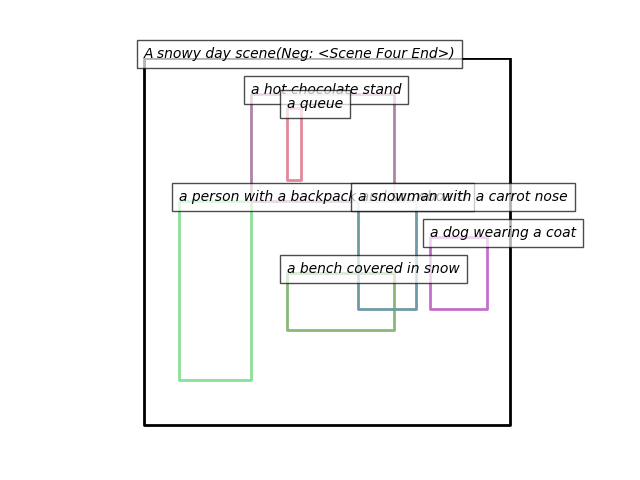 A snowy day scene(Neg: <Scene Four End>)
a hot chocolate stand
a queue
a person with a backpack
a snowman with a carrot nose
a dog wearing a coat
a bench covered in snow